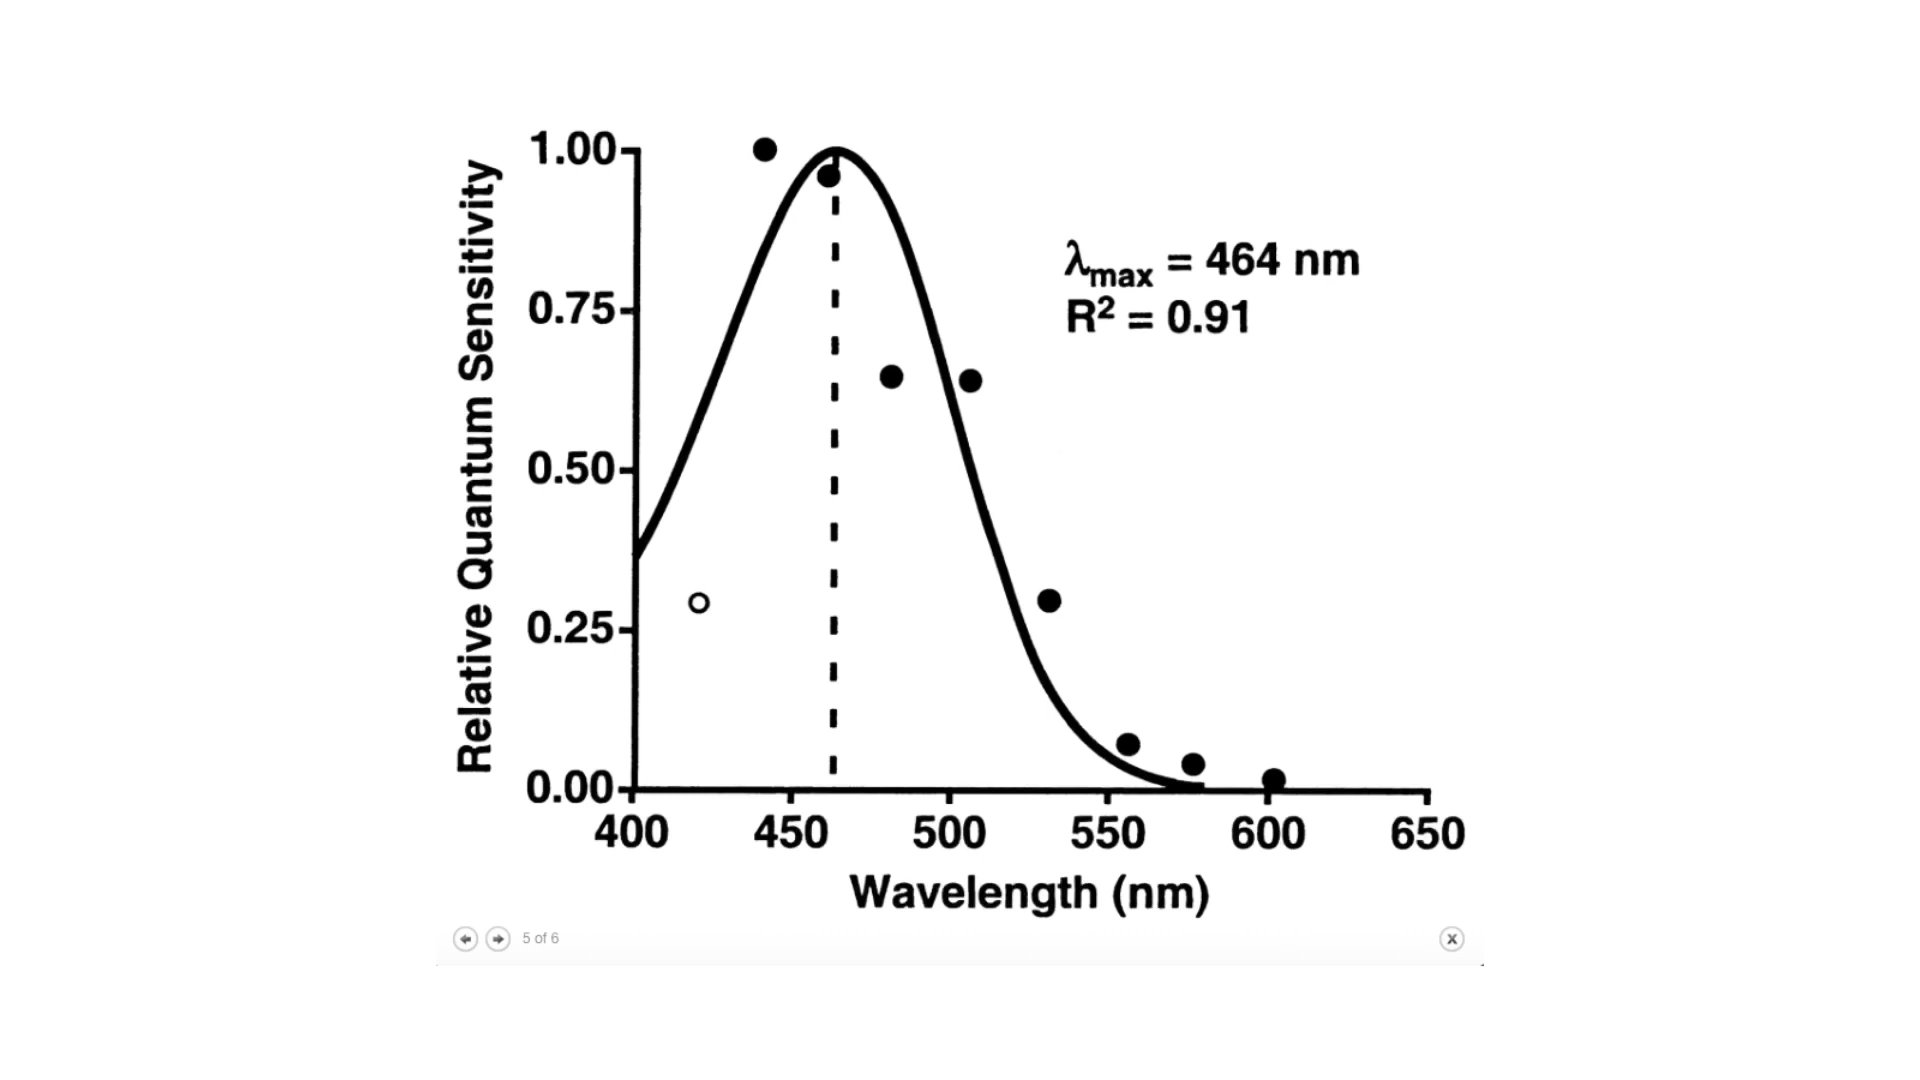 Relative Quantum Sensitivity
1.00
0.75
0.50
0.25
0.00
λmax = 464 nm
R² = 0.91
400 450 500 550 600 650
Wavelength (nm)
5 of 6
x